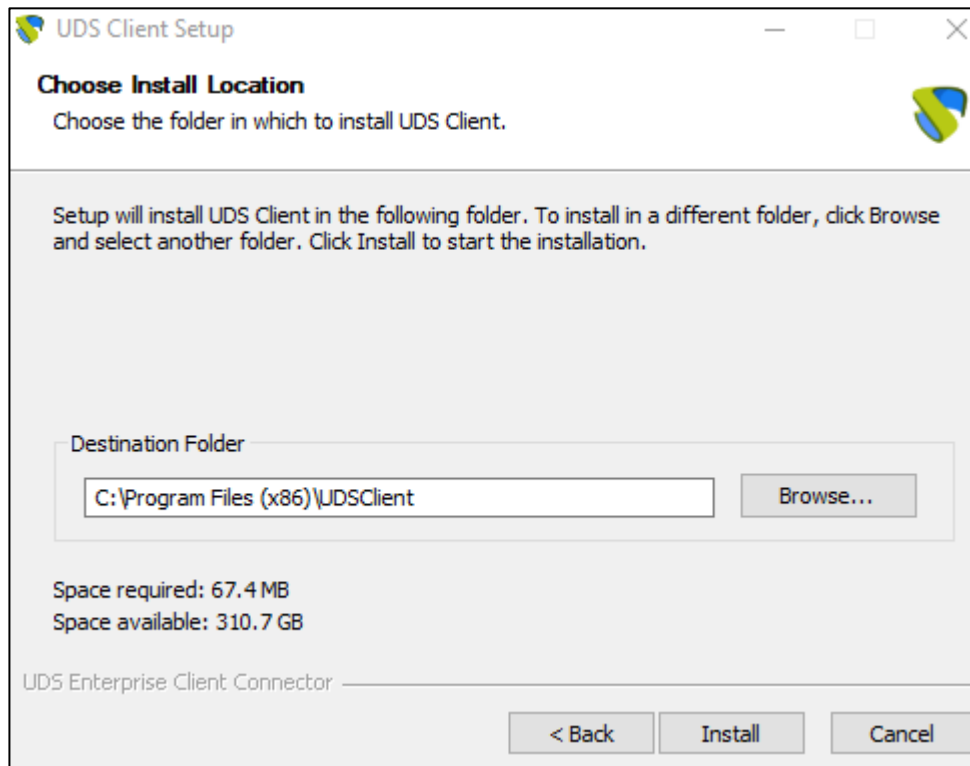 UDS Client Setup
Choose Install Location
Choose the folder in which to install UDS Client.
Setup will install UDS Client in the following folder. To install in a different folder, click Browse
and select another folder. Click Install to start the installation.
Destination Folder
C:\Program Files (x86)\UDSClient
Browse...
Space required: 67.4 MB
Space available: 310.7 GB
UDS Enterprise Client Connector
< Back
Install
Cancel